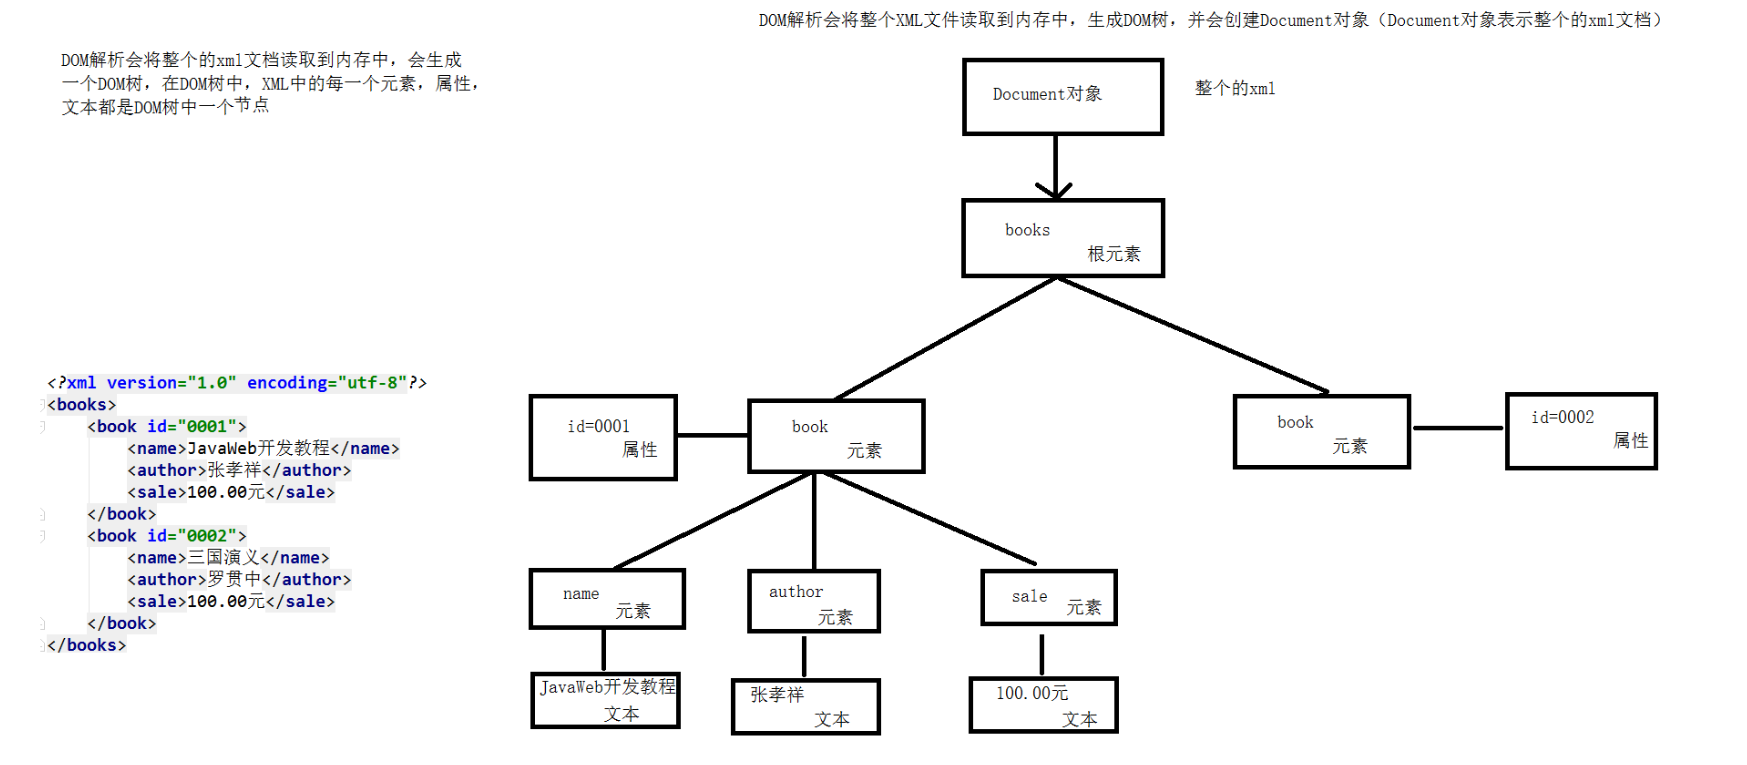 DOM解析会将整个XML文件读取到内存中，生成DOM树，并会创建Document对象（Document对象表示整个的xml文档）
DOM解析会将整个的xml文档读取到内存中，会生成
一个DOM树，在DOM树中，XML中的每一个元素，属性，
文本都是DOM树中一个节点
Document对象
整个的xml
books
根元素
<?xml version="1.0" encoding="utf-8"?>
<books>
<book id="0001">
<name>JavaWeb开发教程</name>
<author>张孝祥</author>
<sale>100.00元</sale>
</book>
<book id="0002">
<name>三国演义</name>
<author>罗贯中</author>
<sale>100.00元</sale>
</book>
</books>
id=0001
属性
book
元素
book
元素
id=0002
属性
name
元素
author
元素
sale
元素
JavaWeb开发教程
文本
张孝祥
文本
100.00元
文本